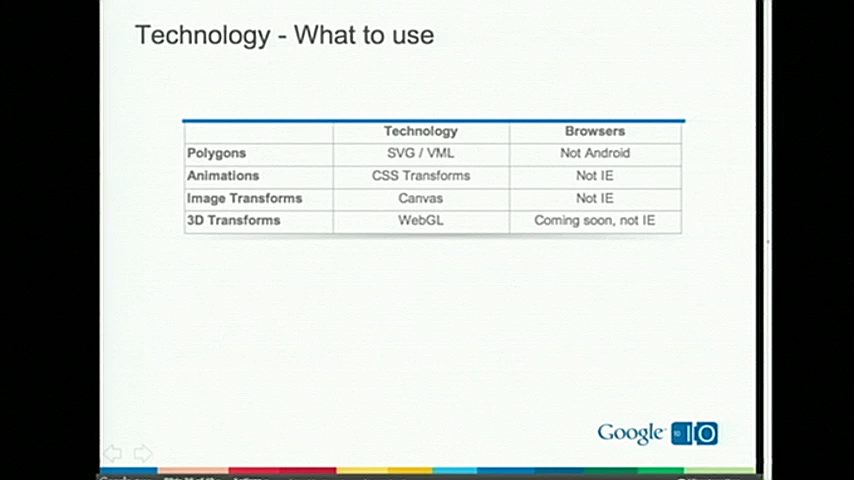 Technology - What to use
Technology Browsers
Polygons SVG / VML Not Android
Animations CSS Transforms Not IE
Image Transforms Canvas Not IE
3D Transforms WebGL Coming soon, not IE
Google IO